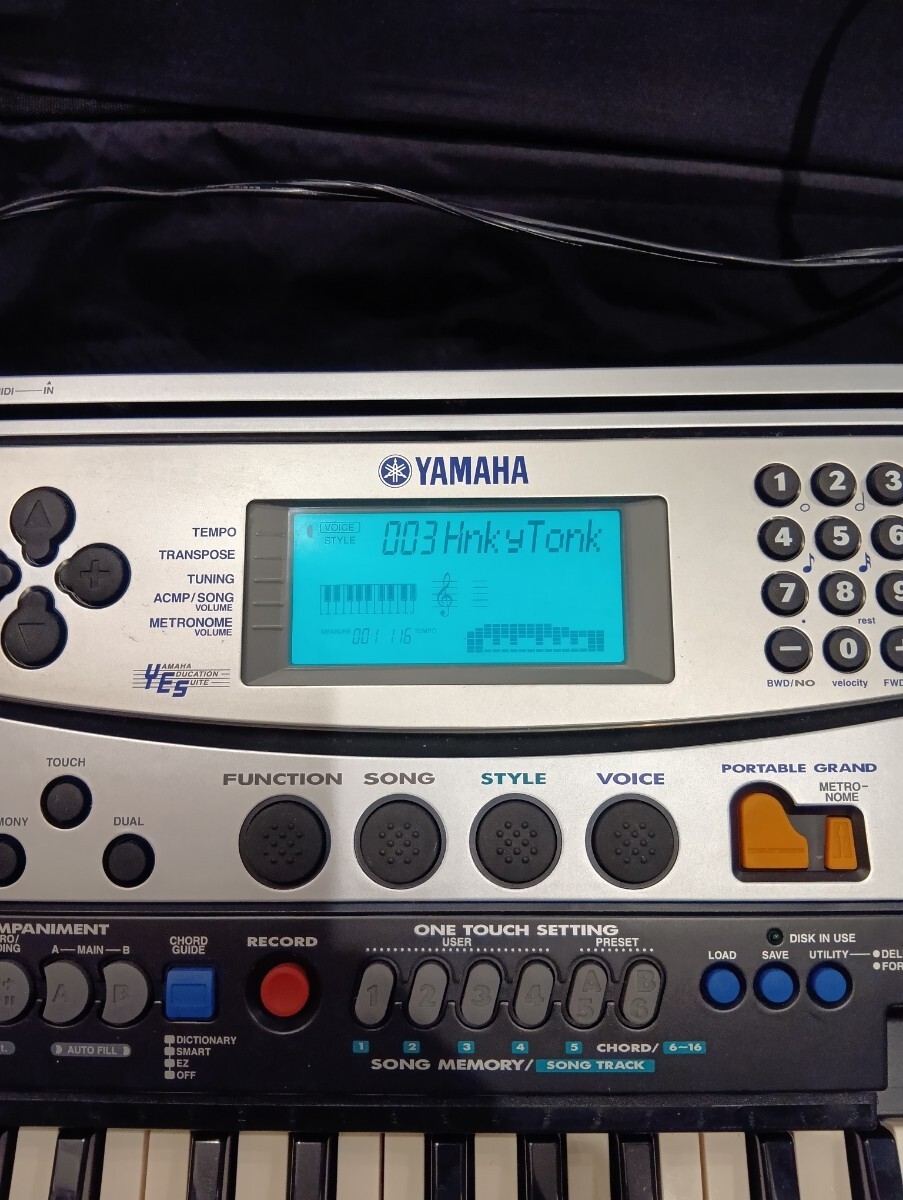 IN
YAMAHA
TEMPO
TRANSPOSE
TUNING
ACMP/SONG
VOLUME
METRONOME
VOLUME
YAMAHA
EDUCATION
SUITE
VOICE
STYLE
003 HnkyTonk
MEASURE 001 116 TEMPO
1 2 3
4 5 6
7 8 9
rest
− 0 +
BWD/NO velocity
TOUCH
DUAL
FUNCTION SONG STYLE VOICE
PORTABLE GRAND
METRO-
NOME
A—MAIN—B
A B
AUTO FILL
CHORD
GUIDE
DICTIONARY
SMART
EZ
OFF
RECORD
ONE TOUCH SETTING
USER PRESET
1 2 3 4 A 5 B 6
1 2 3 4 5 CHORD/ 6–16
SONG MEMORY/ SONG TRACK
DISK IN USE
LOAD SAVE UTILITY